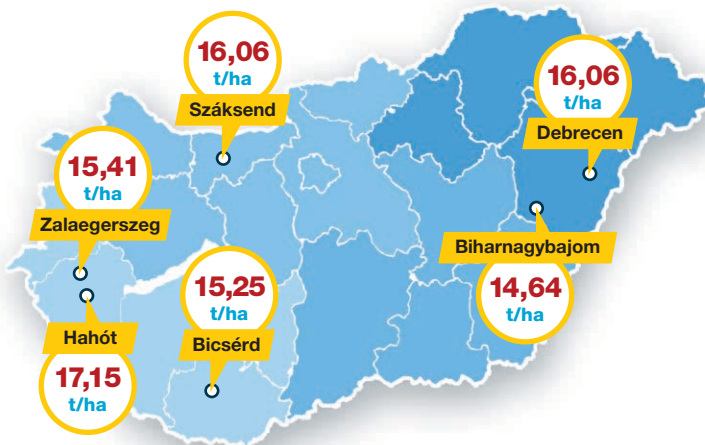 16,06
t/ha
Száksend
16,06
t/ha
Debrecen
15,41
t/ha
Zalaegerszeg
Biharnagybajom
14,64
t/ha
15,25
t/ha
Bicsérd
Hahót
17,15
t/ha